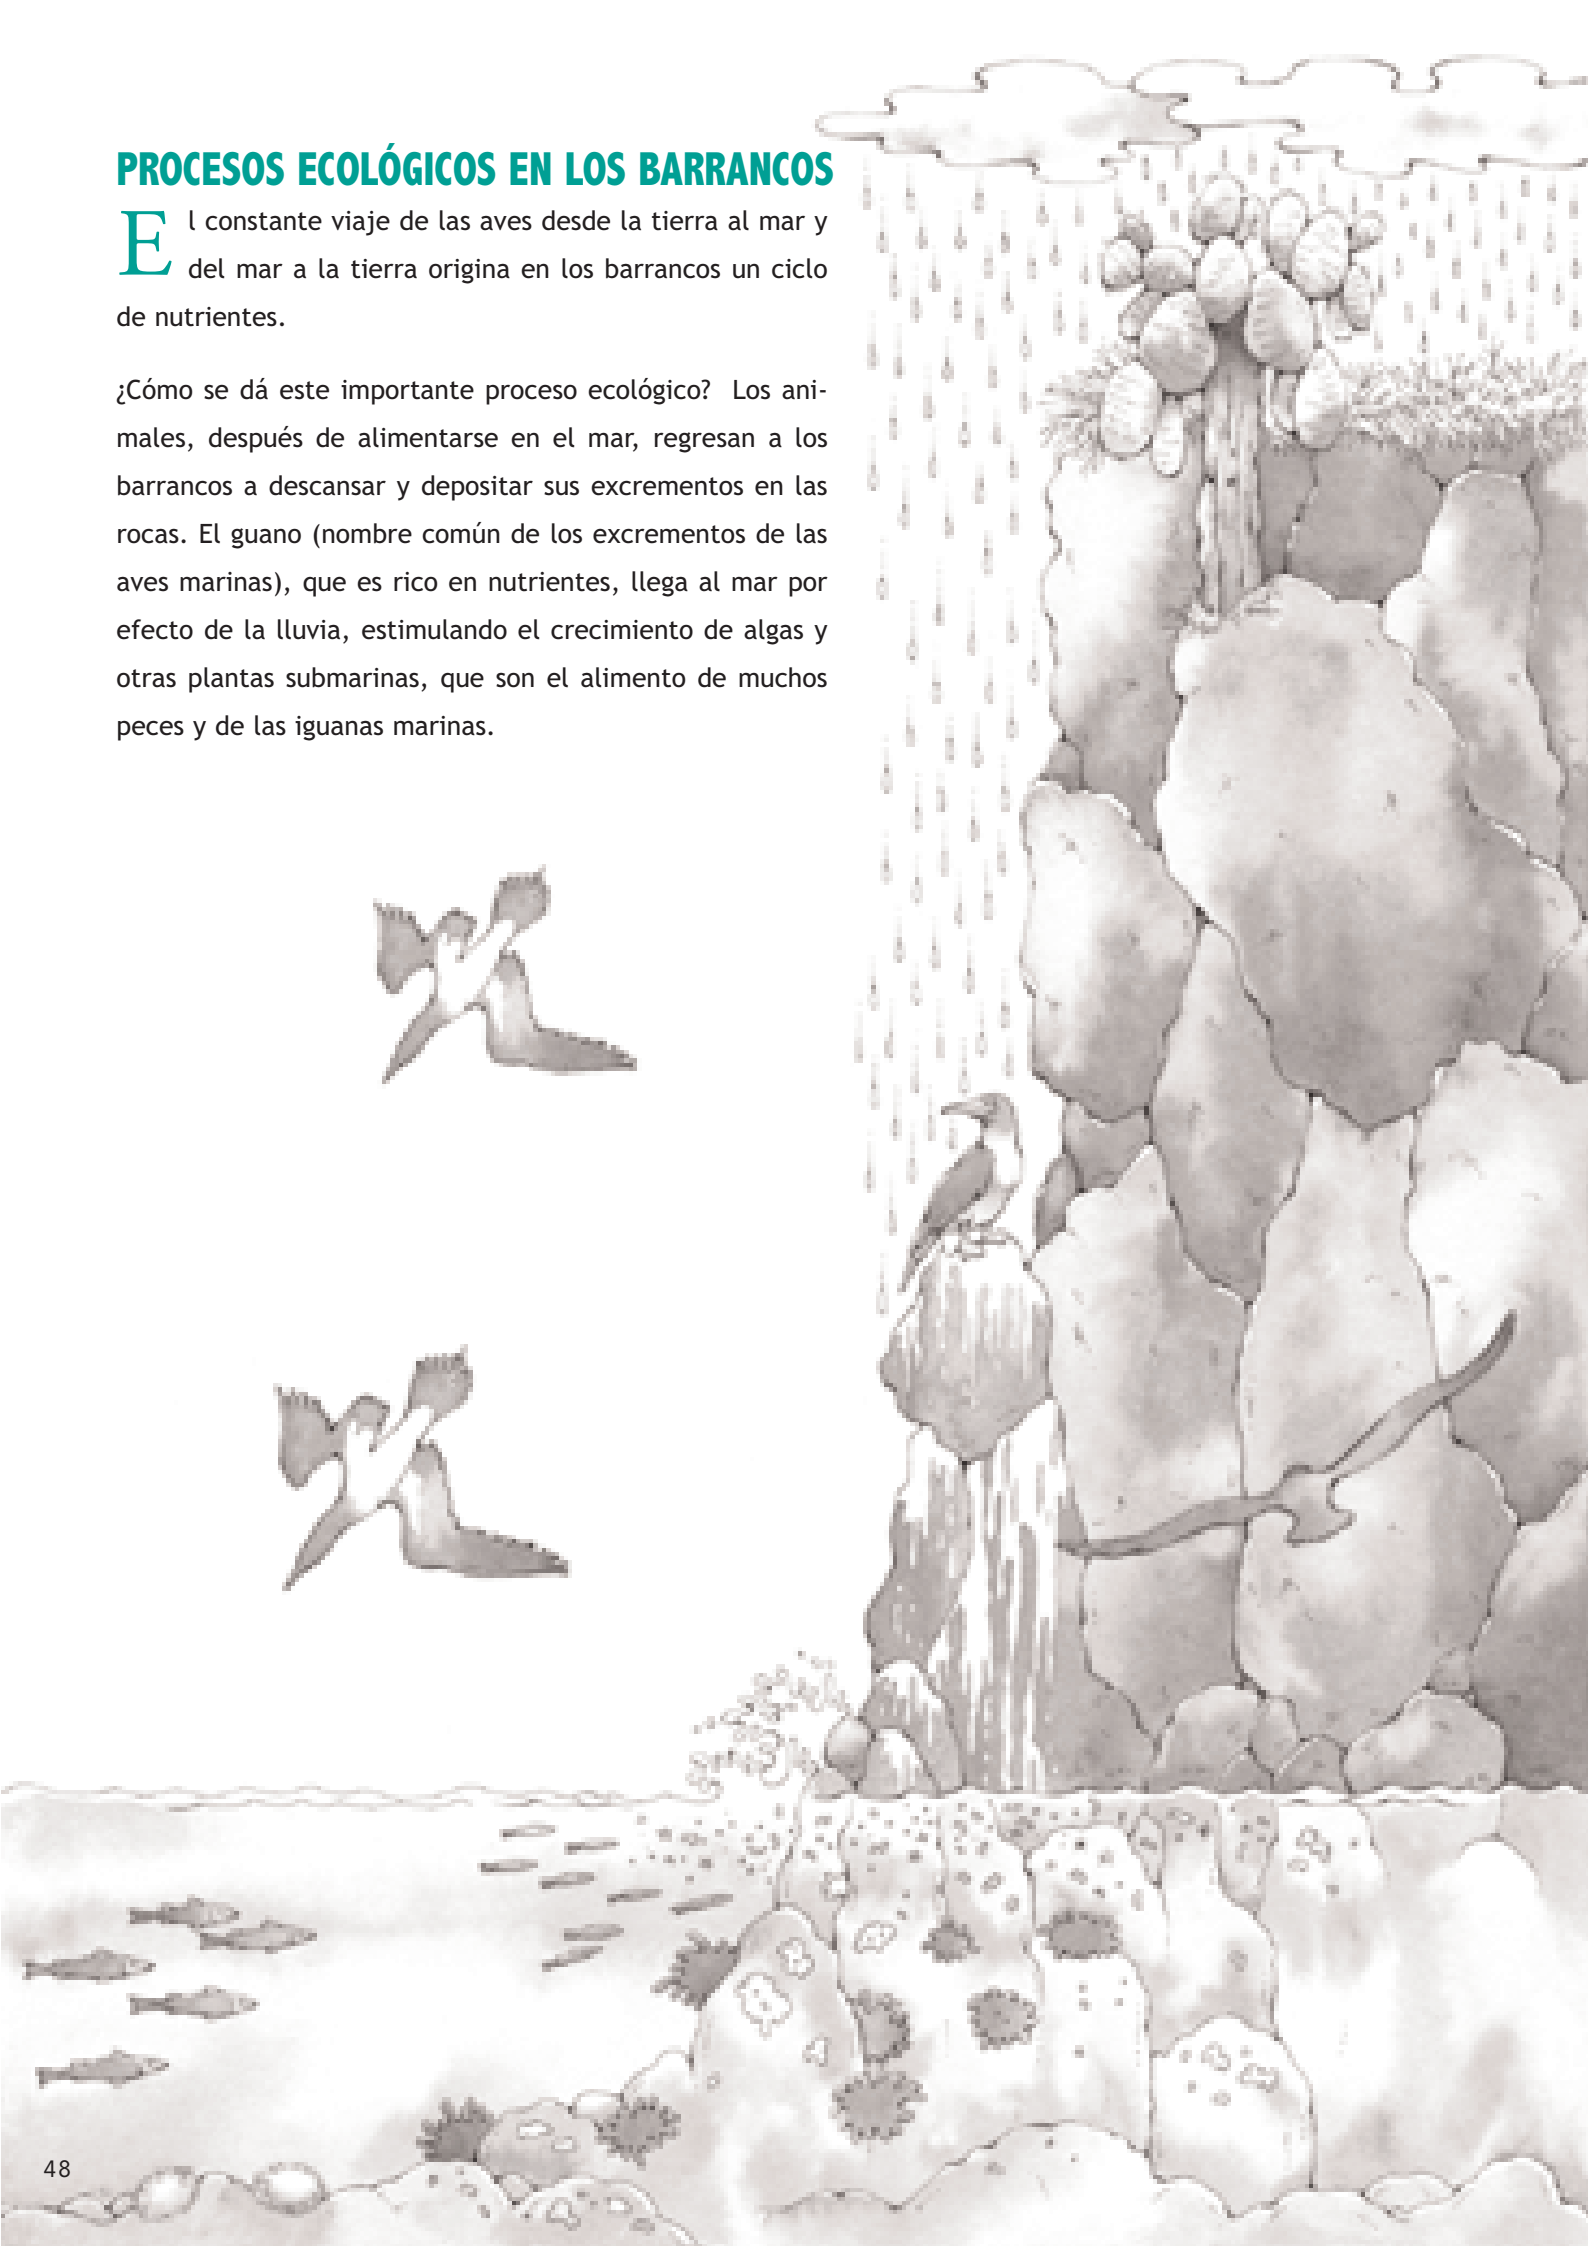 PROCESOS ECOLÓGICOS EN LOS BARRANCOS
El constante viaje de las aves desde la tierra al mar y
del mar a la tierra origina en los barrancos un ciclo
de nutrientes.
¿Cómo se dá este importante proceso ecológico? Los ani-
males, después de alimentarse en el mar, regresan a los
barrancos a descansar y depositar sus excrementos en las
rocas. El guano (nombre común de los excrementos de las
aves marinas), que es rico en nutrientes, llega al mar por
efecto de la lluvia, estimulando el crecimiento de algas y
otras plantas submarinas, que son el alimento de muchos
peces y de las iguanas marinas.
48